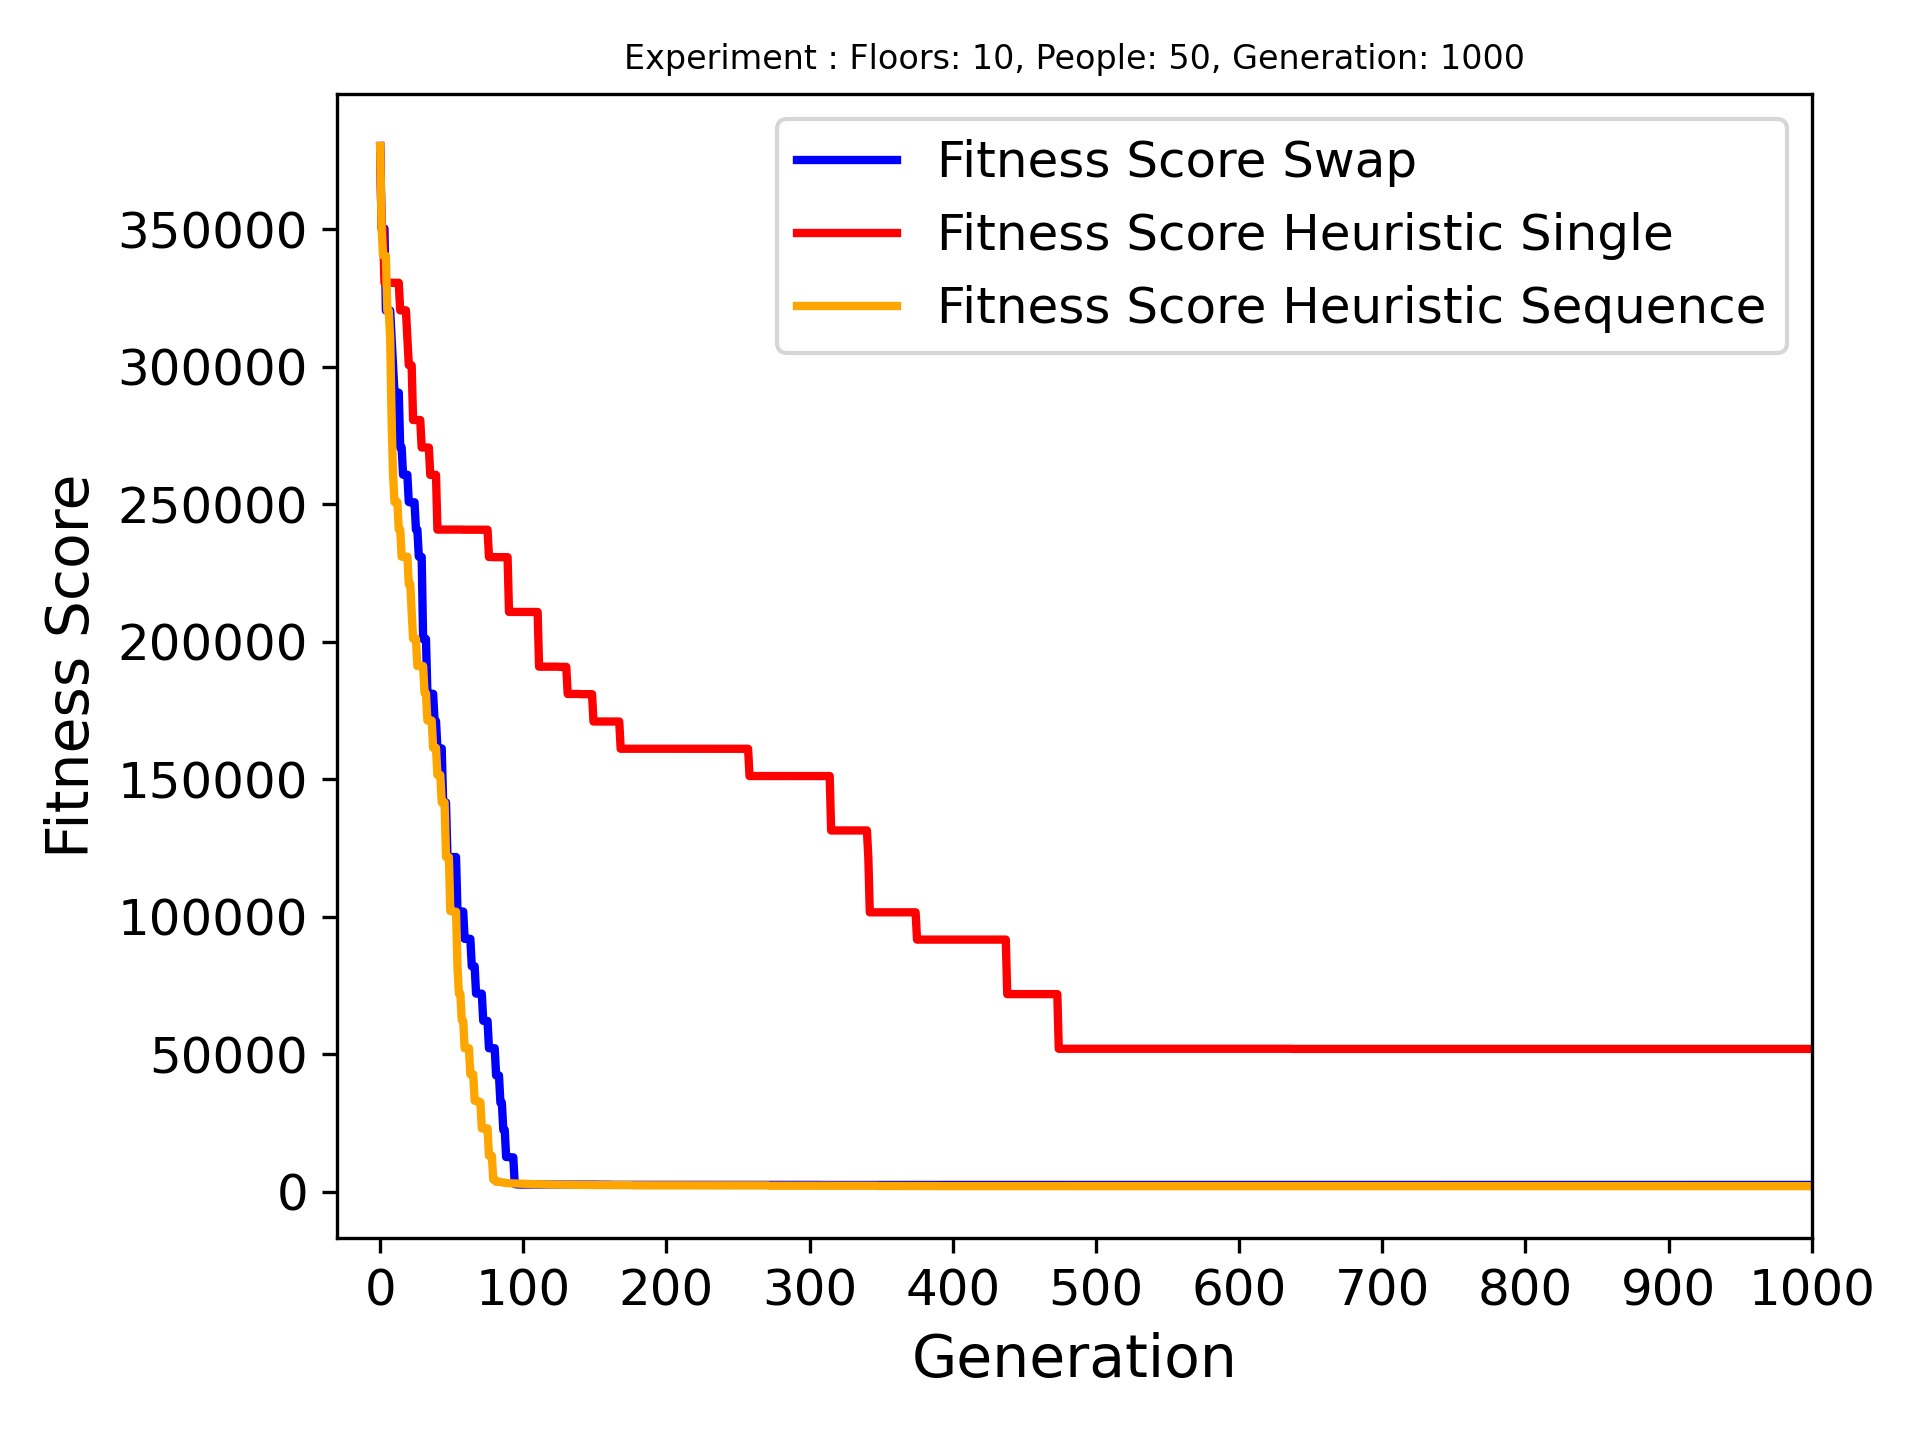 Experiment : Floors: 10, People: 50, Generation: 1000
Fitness Score Swap
Fitness Score Heuristic Single
Fitness Score Heuristic Sequence
Fitness Score
350000
300000
250000
200000
150000
100000
50000
0
0 100 200 300 400 500 600 700 800 900 1000
Generation